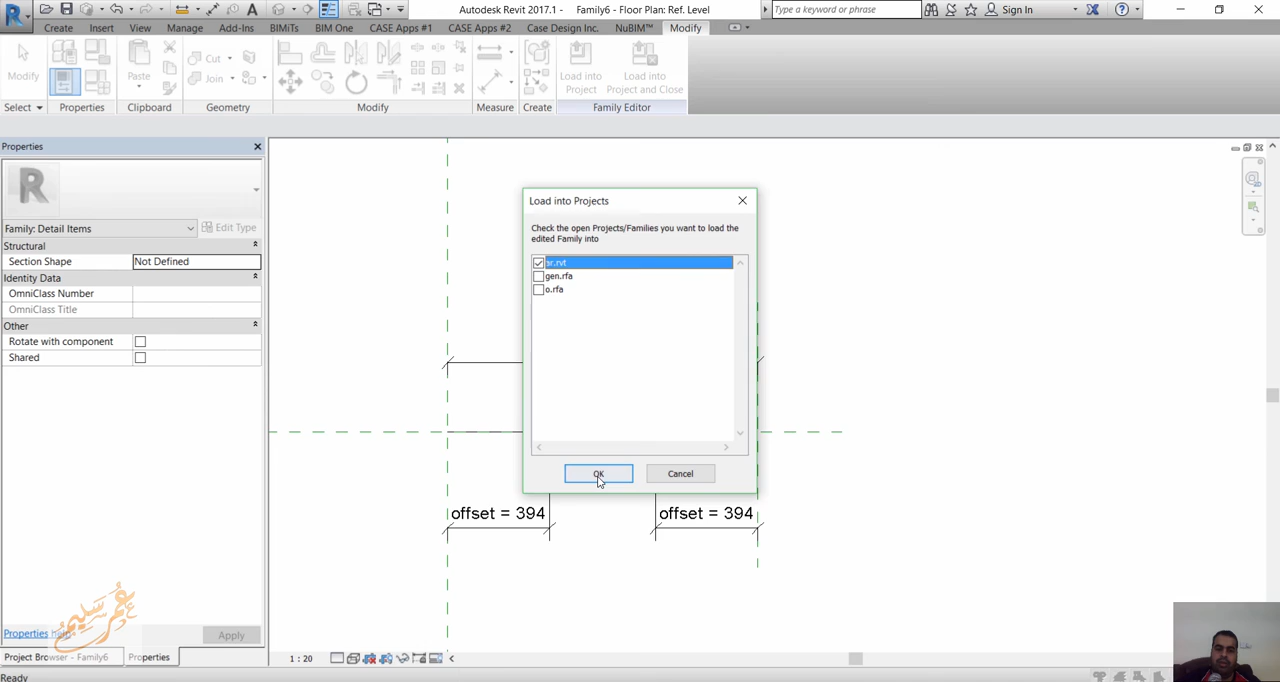 Autodesk Revit 2017.1 - Family6 - Floor Plan: Ref. Level
Type a keyword or phrase
Sign In
Create Insert View Manage Add-Ins BiMiTs BIM One CASE Apps #1 CASE Apps #2 Case Design Inc. NuBIM™ Modify
Modify
Paste
Cut
Join
Load into
Project
Load into
Project and Close
Select Properties Clipboard Geometry Modify Measure Create Family Editor
Properties
R
Family: Detail Items
Edit Type
Structural
Section Shape Not Defined
Identity Data
OmniClass Number
OmniClass Title
Other
Rotate with component
Shared
Load into Projects
Check the open Projects/Families you want to load the
edited Family into
gen.rfa
o.rfa
OK Cancel
offset = 394 offset = 394
عمر سليم
Properties help
Apply
Project Browser - Family6 Properties
1 : 20
Ready